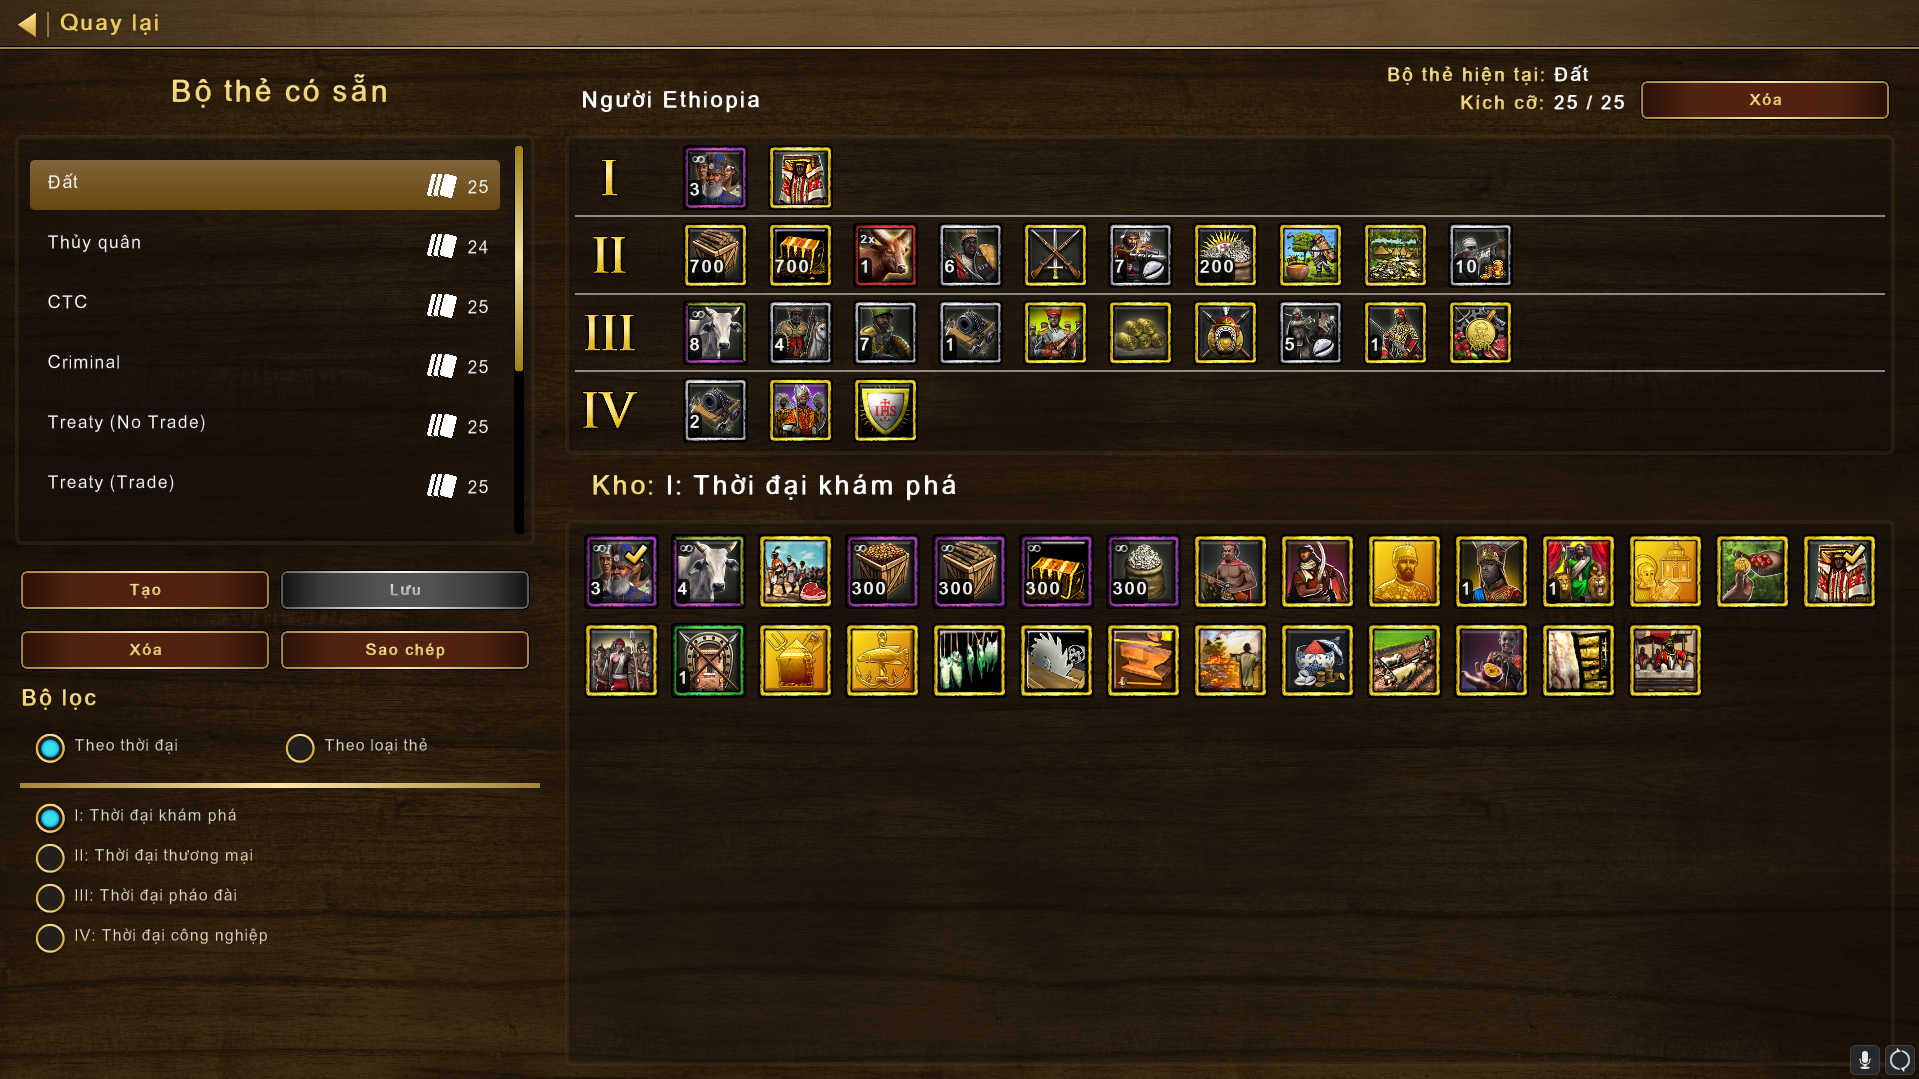 Quay lại
Bộ thẻ có sẵn
Người Ethiopia
Bộ thẻ hiện tại: Đất
Kích cỡ: 25 / 25
Xóa
Đất 25
Thủy quân 24
CTC 25
Criminal 25
Treaty (No Trade) 25
Treaty (Trade) 25
Tạo
Lưu
Xóa
Sao chép
Bộ lọc
Theo thời đại
Theo loại thẻ
I: Thời đại khám phá
II: Thời đại thương mại
III: Thời đại pháo đài
IV: Thời đại công nghiệp
I ∞ 3
II 700 700 2x 1 6 7 200 10
III ∞ 8 4 7 1 5 1
IV 2 IHS
Kho: I: Thời đại khám phá
∞ 3 ∞ 4 ∞ 300 ∞ 300 ∞ 300 ∞ 300 1 1
1